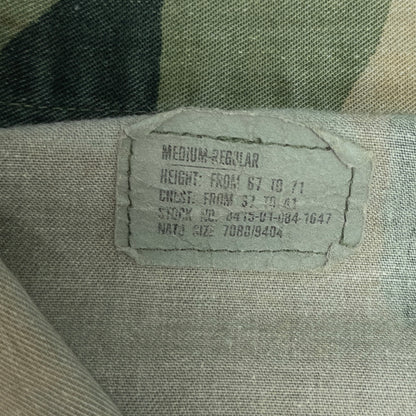 MEDIUM-REGULAR
HEIGHT: FROM 67 TO 71
CHEST: FROM 37 TO 41
STOCK NO. 8415-01-084-1647
NATO SIZE 7080/9404